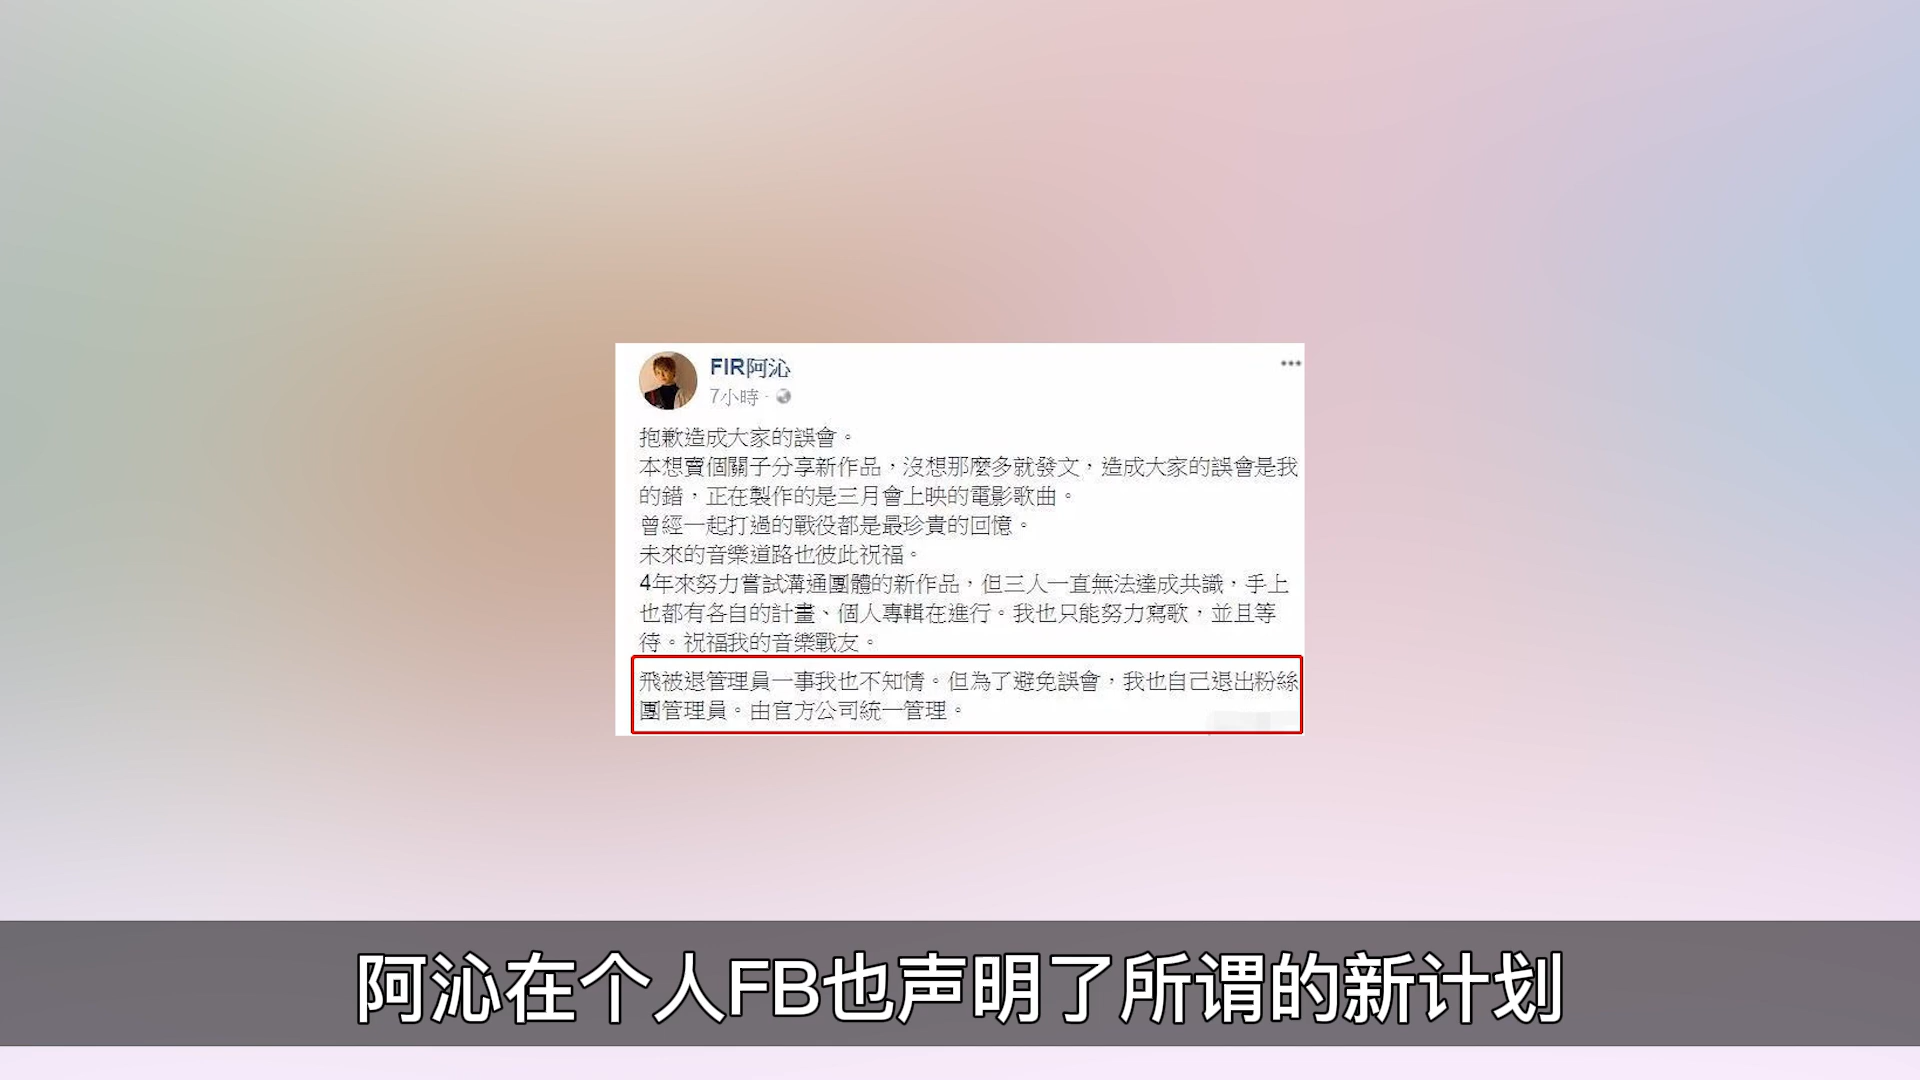 FIR阿沁
7小時 ·
抱歉造成大家的誤會。
本想賣個關子分享新作品，沒想那麼多就發文，造成大家的誤會是我
的錯，正在製作的是三月會上映的電影歌曲。
曾經一起打過的戰役都是最珍貴的回憶。
未來的音樂道路也彼此祝福。
4年來努力嘗試溝通團體的新作品，但三人一直無法達成共識，手上
也都有各自的計畫、個人專輯在進行。我也只能努力寫歌，並且等
待。祝福我的音樂戰友。
飛被退管理員一事我也不知情。但為了避免誤會，我也自己退出粉絲
團管理員。由官方公司統一管理。
阿沁在个人FB也声明了所谓的新计划